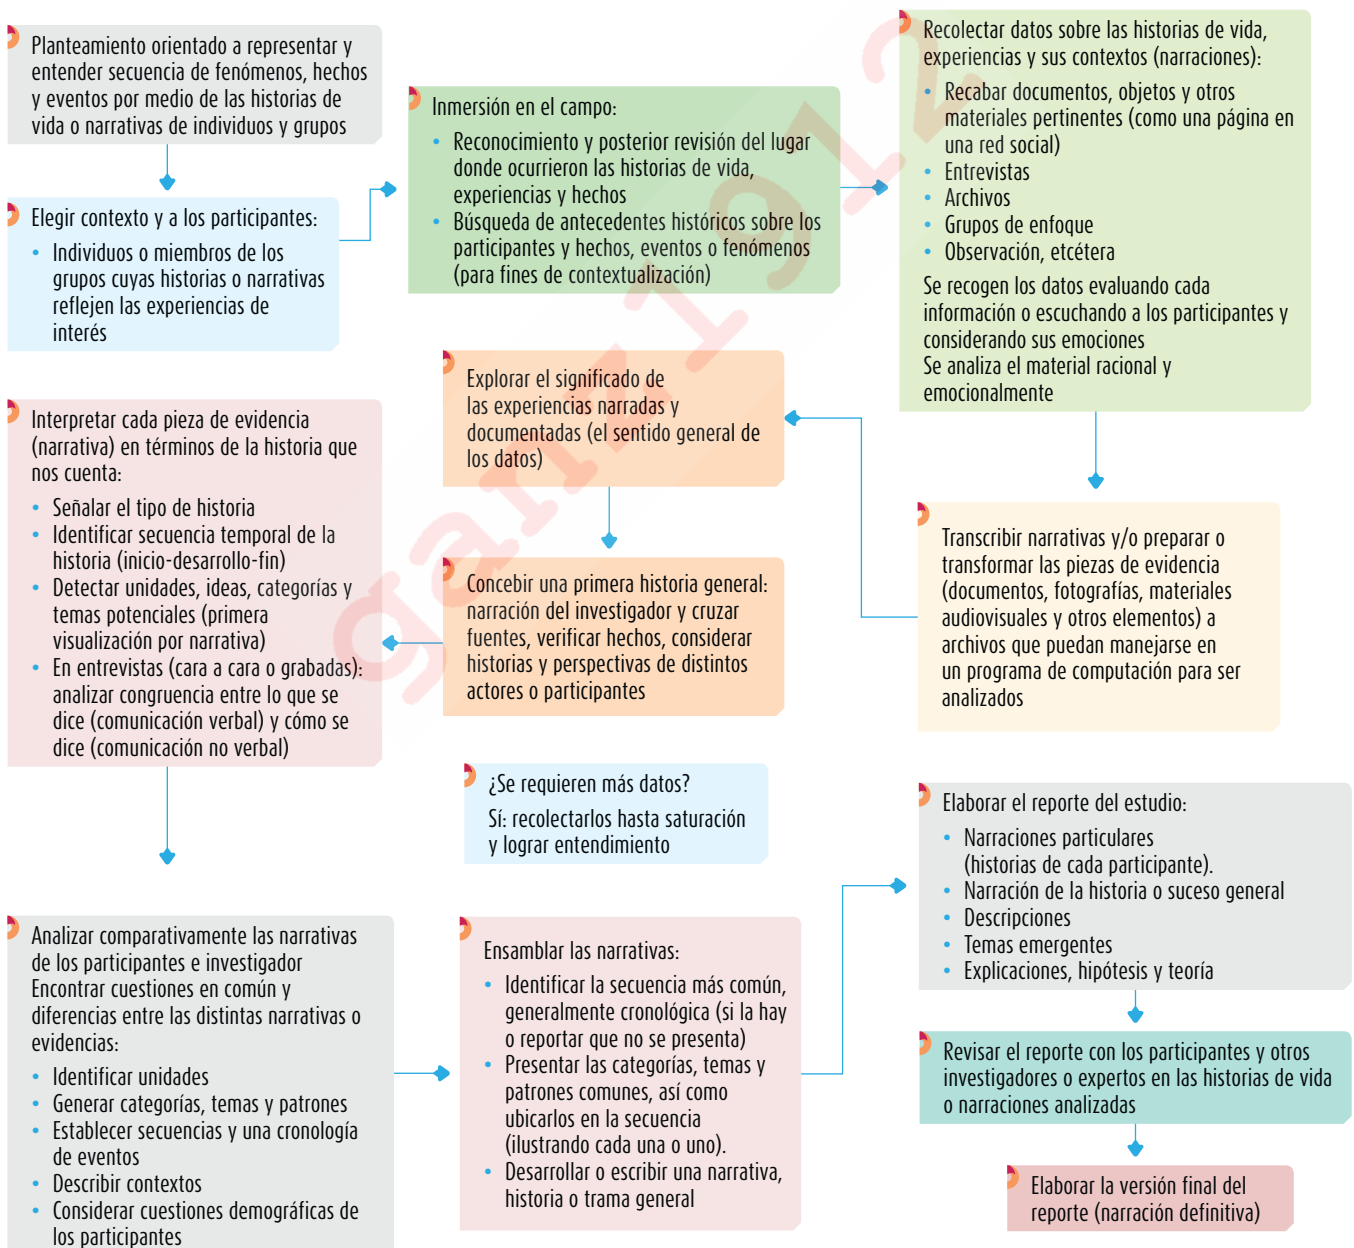 Planteamiento orientado a representar y
entender secuencia de fenómenos, hechos
y eventos por medio de las historias de
vida o narrativas de individuos y grupos
Elegir contexto y a los participantes:
• Individuos o miembros de los
grupos cuyas historias o narrativas
reflejen las experiencias de
interés
Inmersión en el campo:
• Reconocimiento y posterior revisión del lugar
donde ocurrieron las historias de vida,
experiencias y hechos
• Búsqueda de antecedentes históricos sobre los
participantes y hechos, eventos o fenómenos
(para fines de contextualización)
Recolectar datos sobre las historias de vida,
experiencias y sus contextos (narraciones):
• Recabar documentos, objetos y otros
materiales pertinentes (como una página en
una red social)
• Entrevistas
• Archivos
• Grupos de enfoque
• Observación, etcétera
Se recogen los datos evaluando cada
información o escuchando a los participantes y
considerando sus emociones
Se analiza el material racional y
emocionalmente
Transcribir narrativas y/o preparar o
transformar las piezas de evidencia
(documentos, fotografías, materiales
audiovisuales y otros elementos) a
archivos que puedan manejarse en
un programa de computación para ser
analizados
Explorar el significado de
las experiencias narradas y
documentadas (el sentido general de
los datos)
Concebir una primera historia general:
narración del investigador y cruzar
fuentes, verificar hechos, considerar
historias y perspectivas de distintos
actores o participantes
Interpretar cada pieza de evidencia
(narrativa) en términos de la historia que
nos cuenta:
• Señalar el tipo de historia
• Identificar secuencia temporal de la
historia (inicio-desarrollo-fin)
• Detectar unidades, ideas, categorías y
temas potenciales (primera
visualización por narrativa)
• En entrevistas (cara a cara o grabadas):
analizar congruencia entre lo que se
dice (comunicación verbal) y cómo se
dice (comunicación no verbal)
¿Se requieren más datos?
Sí: recolectarlos hasta saturación
y lograr entendimiento
Analizar comparativamente las narrativas
de los participantes e investigador
Encontrar cuestiones en común y
diferencias entre las distintas narrativas o
evidencias:
• Identificar unidades
• Generar categorías, temas y patrones
• Establecer secuencias y una cronología
de eventos
• Describir contextos
• Considerar cuestiones demográficas de
los participantes
Ensamblar las narrativas:
• Identificar la secuencia más común,
generalmente cronológica (si la hay
o reportar que no se presenta)
• Presentar las categorías, temas y
patrones comunes, así como
ubicarlos en la secuencia
(ilustrando cada una o uno).
• Desarrollar o escribir una narrativa,
historia o trama general
Elaborar el reporte del estudio:
• Narraciones particulares
(historias de cada participante).
• Narración de la historia o suceso general
• Descripciones
• Temas emergentes
• Explicaciones, hipótesis y teoría
Revisar el reporte con los participantes y otros
investigadores o expertos en las historias de vida
o narraciones analizadas
Elaborar la versión final del
reporte (narración definitiva)
ganz1912